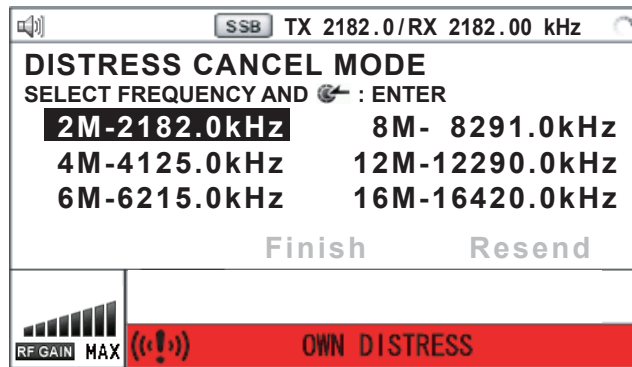 SSB TX 2182.0/RX 2182.00 kHz
DISTRESS CANCEL MODE
SELECT FREQUENCY AND : ENTER
2M-2182.0kHz 8M- 8291.0kHz
4M-4125.0kHz 12M-12290.0kHz
6M-6215.0kHz 16M-16420.0kHz
Finish Resend
RF GAIN MAX OWN DISTRESS